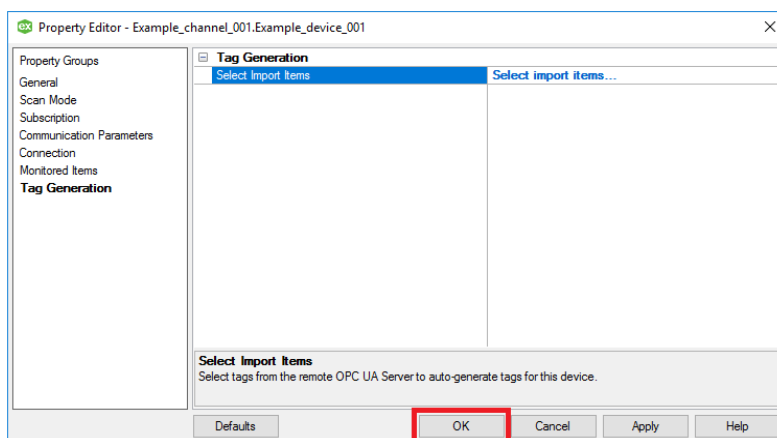 Property Editor - Example_channel_001.Example_device_001
Property Groups
General
Scan Mode
Subscription
Communication Parameters
Connection
Monitored Items
Tag Generation
Tag Generation
Select Import Items Select import items...
Select Import Items
Select tags from the remote OPC UA Server to auto-generate tags for this device.
Defaults OK Cancel Apply Help